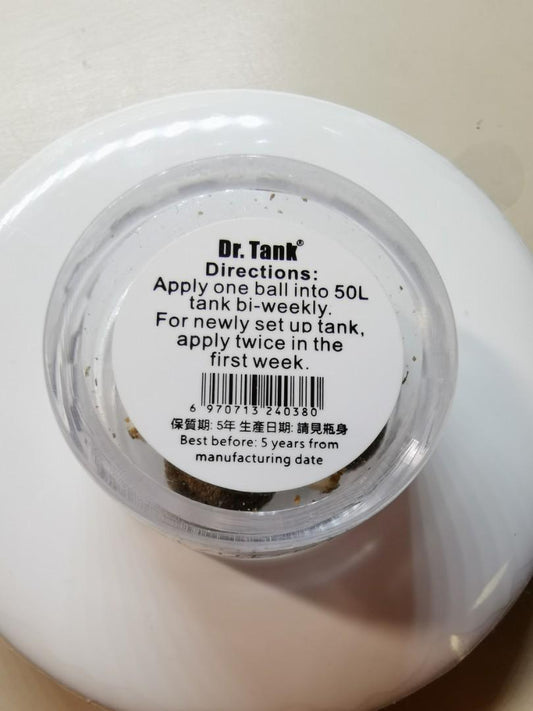 Dr. Tank®
Directions:
Apply one ball into 50L
tank bi-weekly.
For newly set up tank,
apply twice in the
first week.
6 970713 240380
保質期: 5年 生產日期: 請見瓶身
Best before: 5 years from
manufacturing date